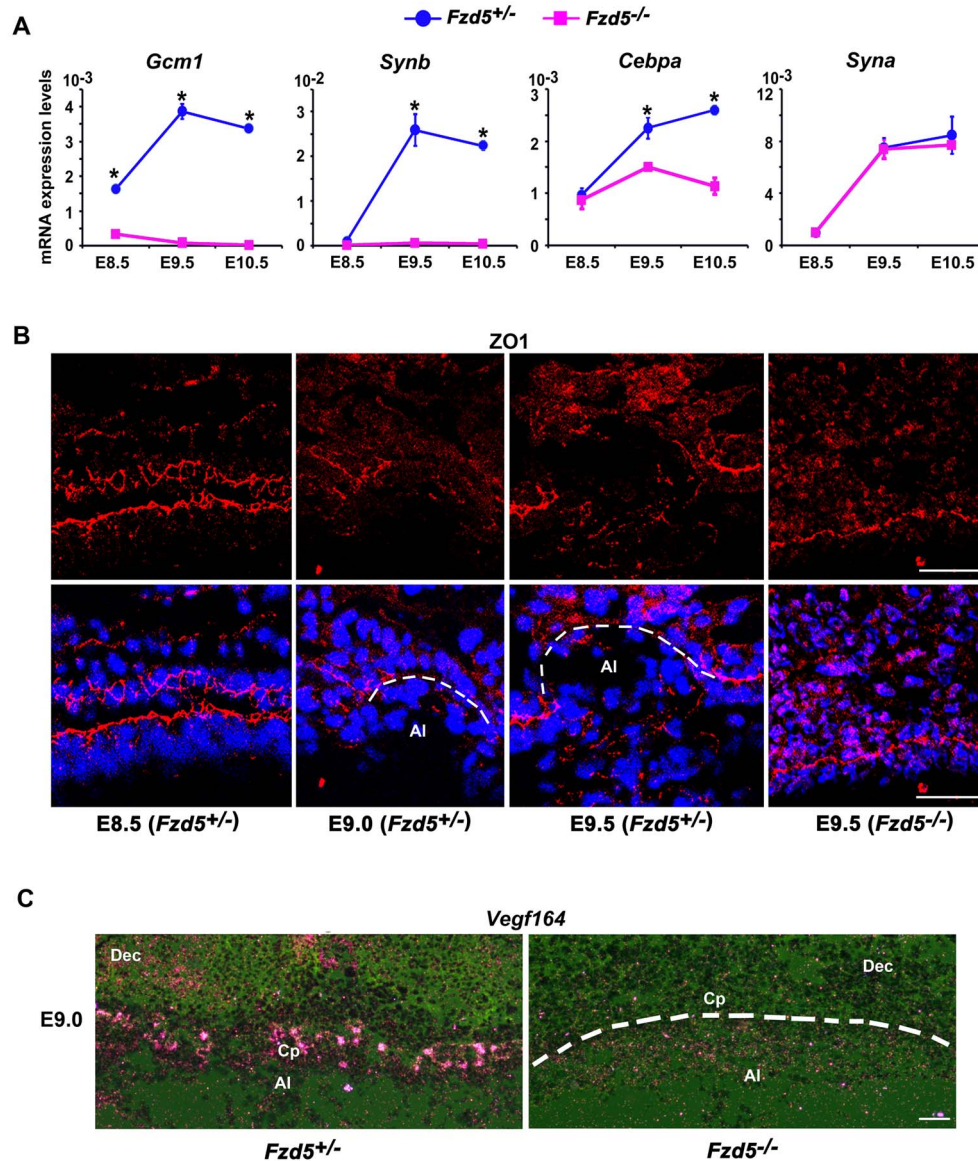 Fzd5+/- Fzd5-/-
A
Gcm1 Synb Cebpa Syna
mRNA expression levels
10-3
4
3
2
1
0
E8.5 E9.5 E10.5
10-2
3
2
1
0
E8.5 E9.5 E10.5
10-3
3
2
1
0
E8.5 E9.5 E10.5
10-3
12
8
4
0
E8.5 E9.5 E10.5
* * *
* *
* *
B
ZO1
Al Al
E8.5 (Fzd5+/-) E9.0 (Fzd5+/-) E9.5 (Fzd5+/-) E9.5 (Fzd5-/-)
C
Vegf164
E9.0
Dec Dec
Cp Cp
Al Al
Fzd5+/- Fzd5-/-